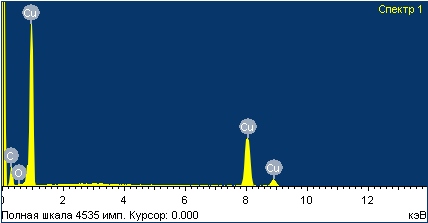 Спектр 1
Cu
Cu
C
Cu
O
0 2 4 6 8 10 12
Полная шкала 4535 имп. Курсор: 0.000 кэВ